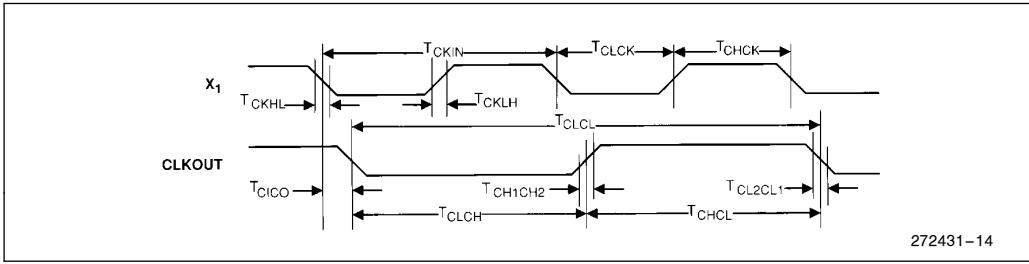 TCKIN TCLCK TCHCK
X1
TCKHL TCKLH
TCLCL
CLKOUT
TCICO TCH1CH2 TCL2CL1
TCLCH TCHCL
272431–14